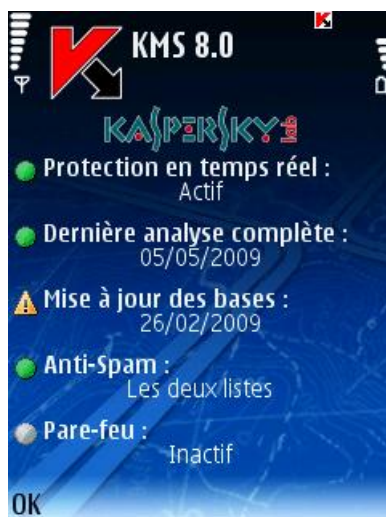 KMS 8.0
KASPERSKY lab
Protection en temps réel :
Actif
Dernière analyse complète :
05/05/2009
Mise à jour des bases :
26/02/2009
Anti-Spam :
Les deux listes
Pare-feu :
Inactif
OK